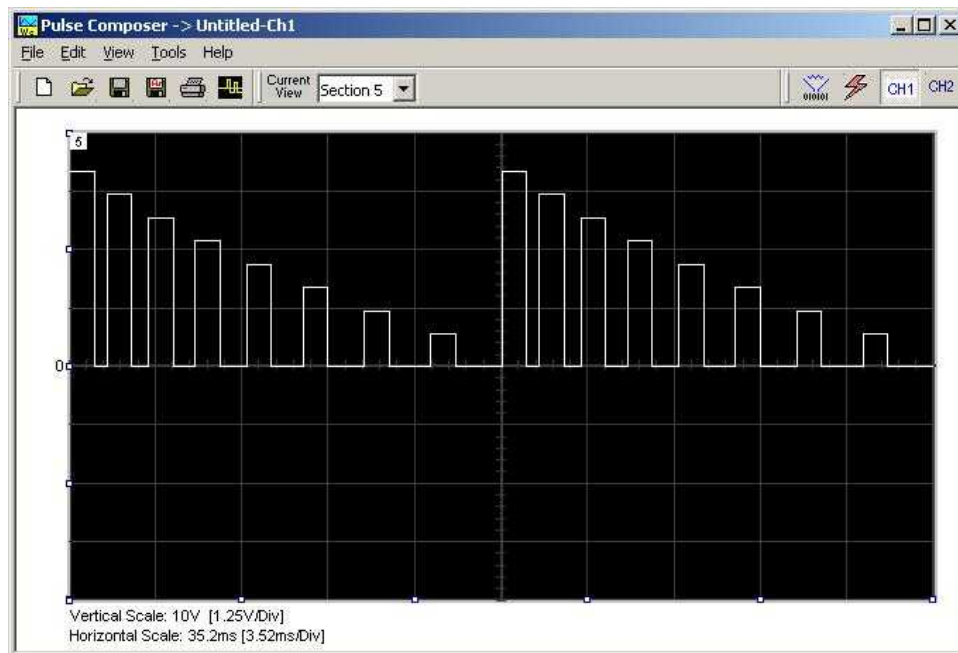 Pulse Composer -> Untitled-Ch1
File Edit View Tools Help
Current View Section 5 010101 CH1 CH2
5
0
Vertical Scale: 10V [1.25V/Div]
Horizontal Scale: 35.2ms [3.52ms/Div]